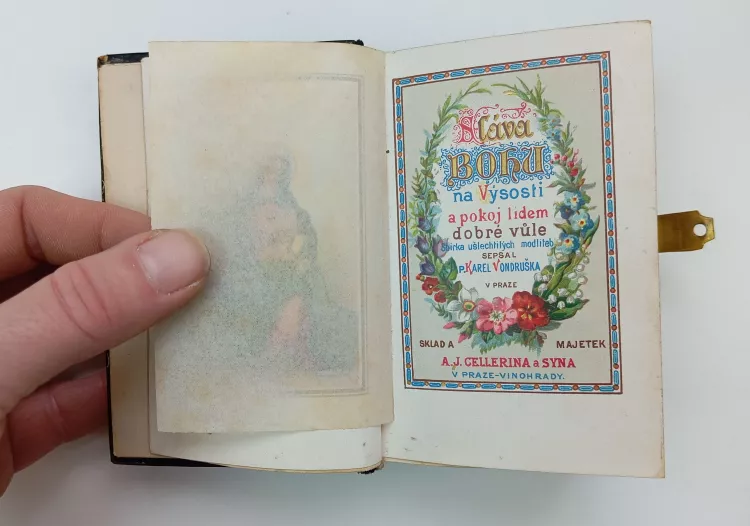 Sláva
BOHU
na Výsosti
a pokoj lidem
dobré vůle
Sbírka ušlechtilých modliteb
SEPSAL
P. KAREL VONDRUŠKA
V PRAZE
SKLAD A MAJETEK
A. J. CELLERINA a SYNA
V PRAZE-VINOHRADY.